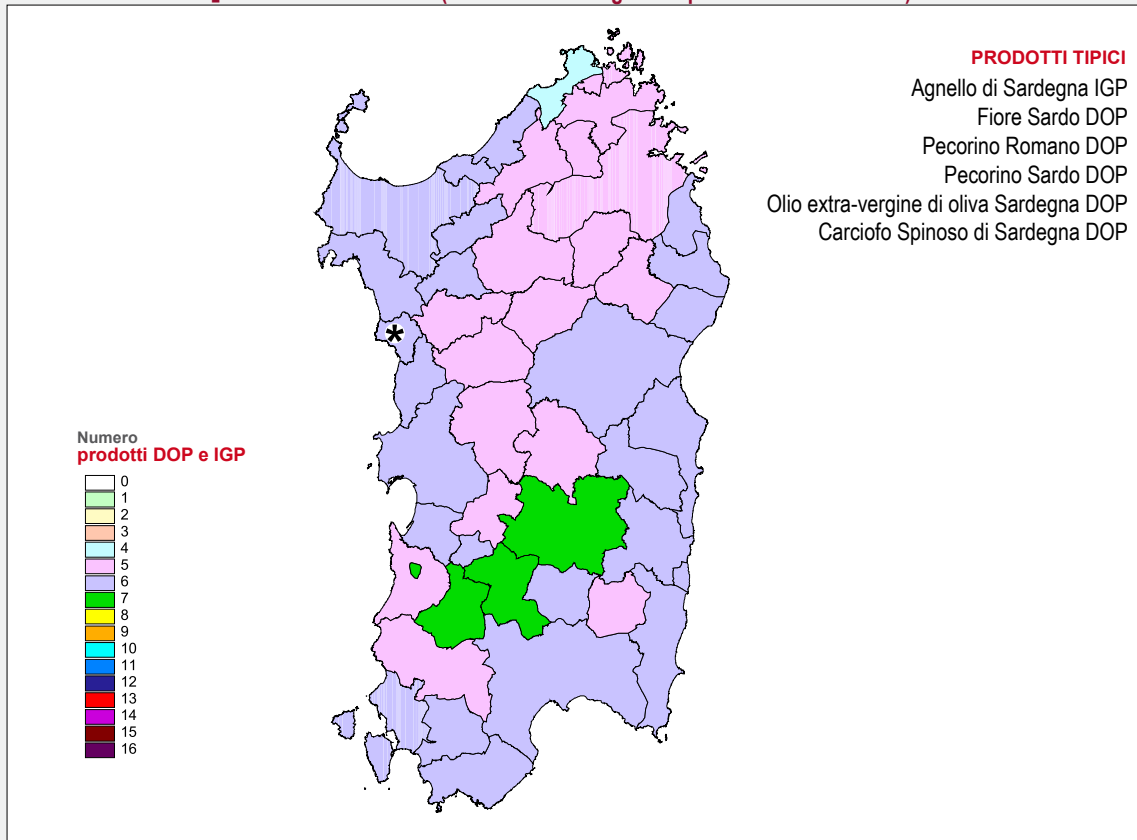 PRODOTTI TIPICI
Agnello di Sardegna IGP
Fiore Sardo DOP
Pecorino Romano DOP
Pecorino Sardo DOP
Olio extra-vergine di oliva Sardegna DOP
Carciofo Spinoso di Sardegna DOP
*
Numero
prodotti DOP e IGP
0
1
2
3
4
5
6
7
8
9
10
11
12
13
14
15
16